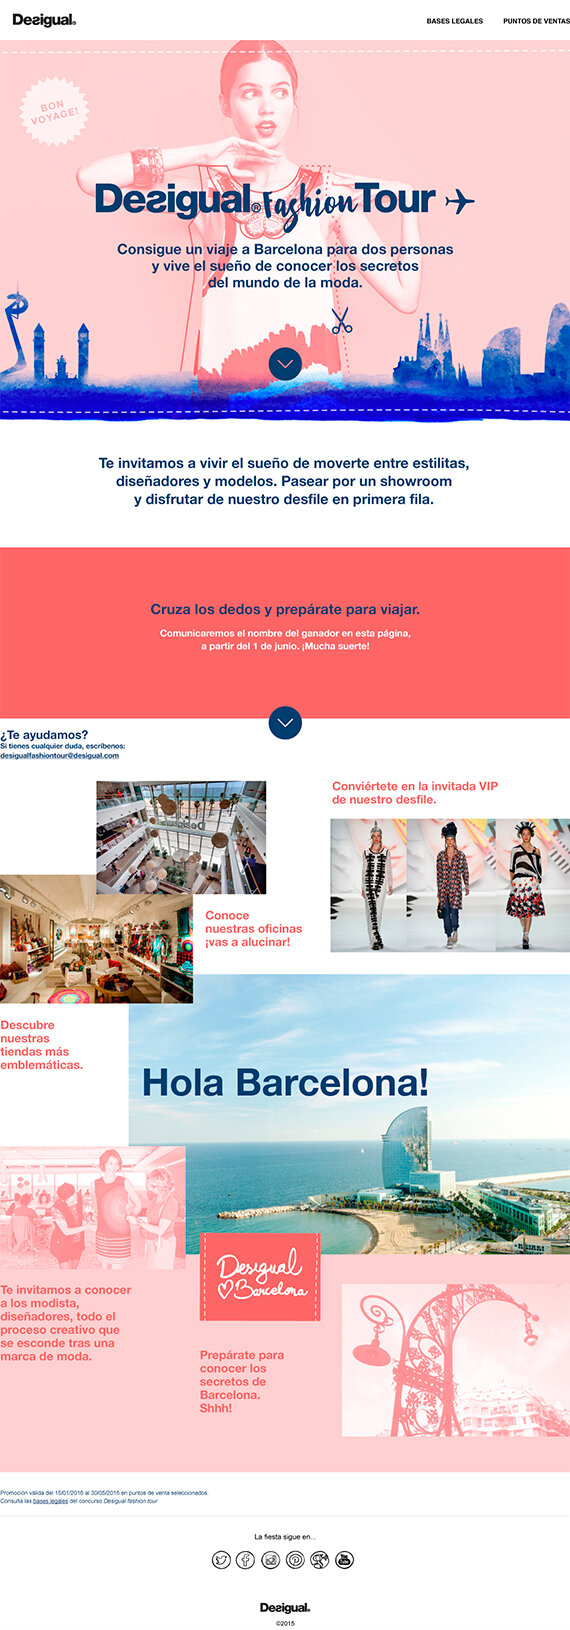 Desigual®
BASES LEGALES
PUNTOS DE VENTAS
BON
VOYAGE!
Desigual® Fashion Tour
Consigue un viaje a Barcelona para dos personas
y vive el sueño de conocer los secretos
del mundo de la moda.
Te invitamos a vivir el sueño de moverte entre estilitas,
diseñadores y modelos. Pasear por un showroom
y disfrutar de nuestro desfile en primera fila.
Cruza los dedos y prepárate para viajar.
Comunicaremos el nombre del ganador en esta página,
a partir del 1 de junio. ¡Mucha suerte!
¿Te ayudamos?
Si tienes cualquier duda, escríbenos:
desigualfashiontour@desigual.com
Conviértete en la invitada VIP
de nuestro desfile.
Conoce
nuestras oficinas
¡vas a alucinar!
Descubre
nuestras
tiendas más
emblemáticas.
Hola Barcelona!
Desigual
Barcelona
Te invitamos a conocer
a los modista,
diseñadores, todo el
proceso creativo que
se esconde tras una
marca de moda.
Prepárate para
conocer los
secretos de
Barcelona.
Shhh!
Promoción válida del 15/01/2016 al 30/05/2016 en puntos de venta seleccionados.
Consulta las bases legales del concurso Desigual fashion tour
La fiesta sigue en...
Desigual®
©2015